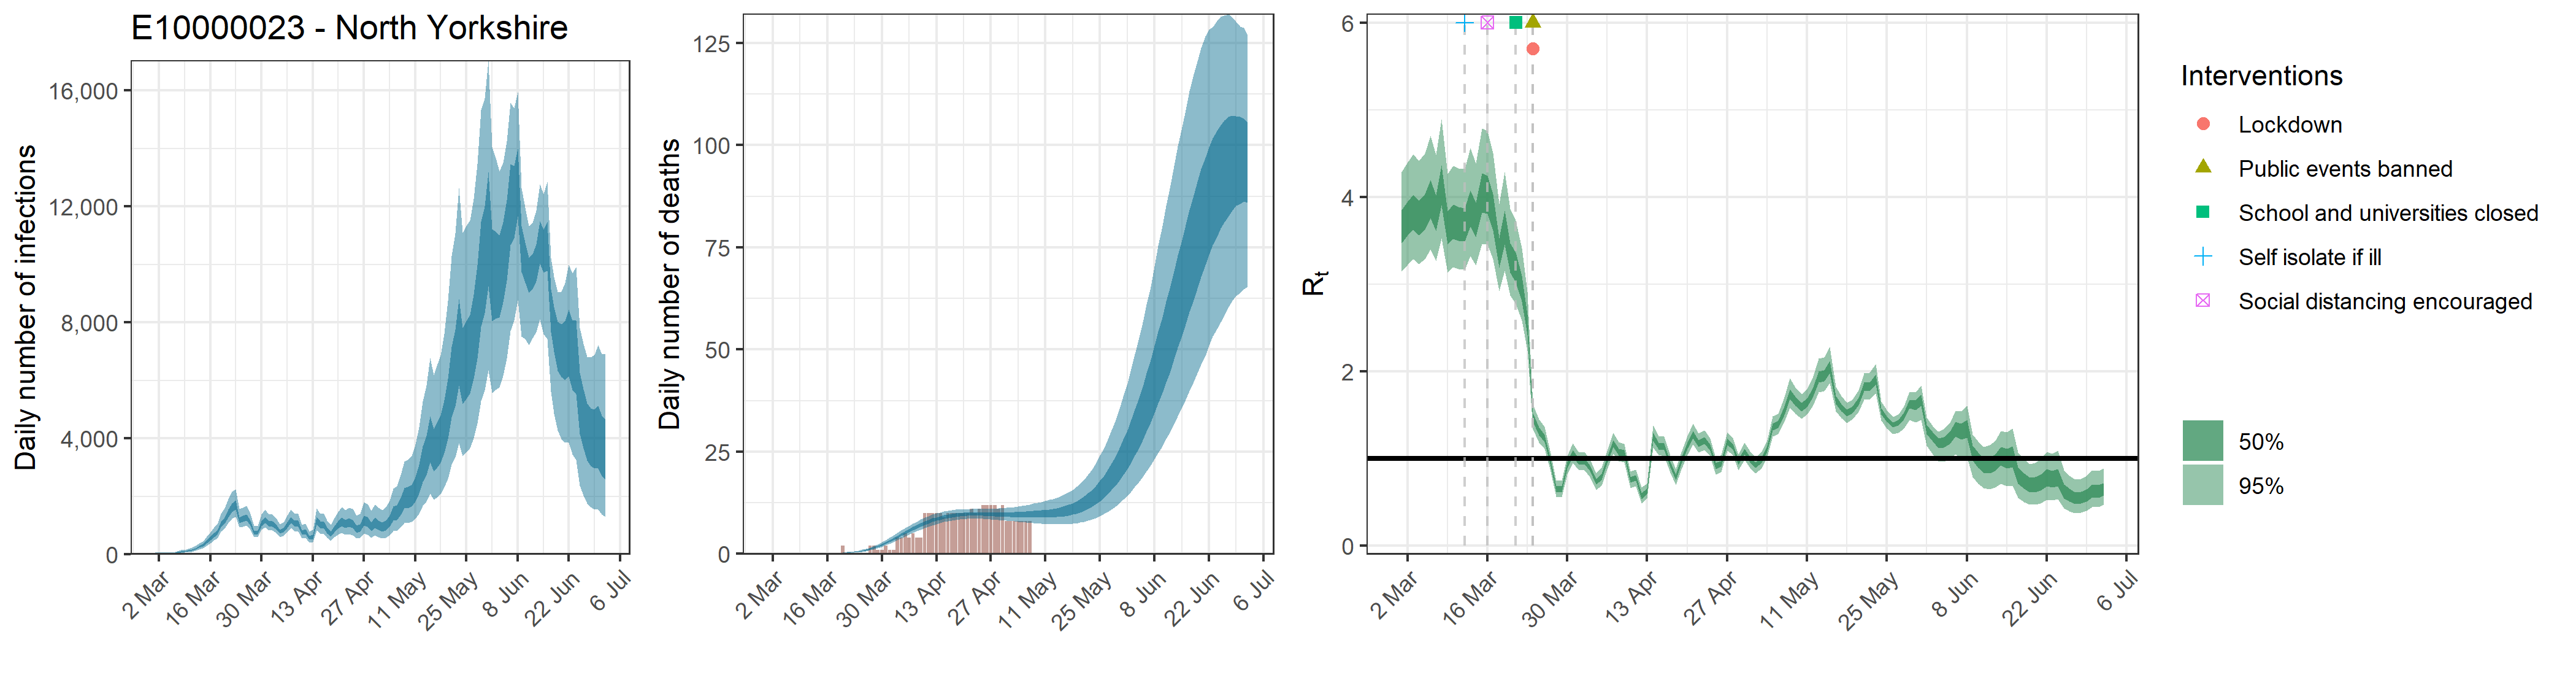 E10000023 - North Yorkshire
Daily number of infections
16,000
12,000
8,000
4,000
0
2 Mar
16 Mar
30 Mar
13 Apr
27 Apr
11 May
25 May
8 Jun
22 Jun
6 Jul
Daily number of deaths
125
100
75
50
25
0
2 Mar
16 Mar
30 Mar
13 Apr
27 Apr
11 May
25 May
8 Jun
22 Jun
6 Jul
Rt
6
4
2
0
2 Mar
16 Mar
30 Mar
13 Apr
27 Apr
11 May
25 May
8 Jun
22 Jun
6 Jul
Interventions
Lockdown
Public events banned
School and universities closed
Self isolate if ill
Social distancing encouraged
50%
95%